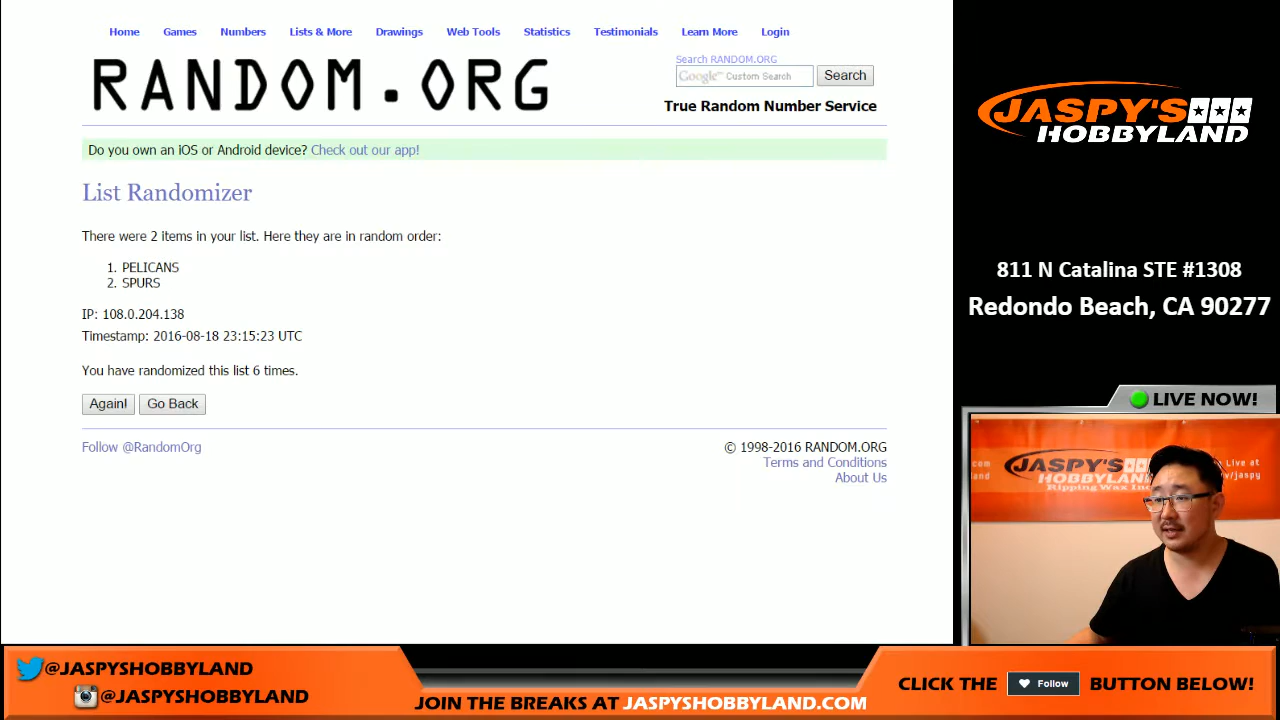 Home Games Numbers Lists & More Drawings Web Tools Statistics Testimonials Learn More Login
RANDOM.ORG
Search RANDOM.ORG
Google™ Custom Search Search
True Random Number Service
Do you own an iOS or Android device? Check out our app!
List Randomizer
There were 2 items in your list. Here they are in random order:
1. PELICANS
2. SPURS
IP: 108.0.204.138
Timestamp: 2016-08-18 23:15:23 UTC
You have randomized this list 6 times.
Again! Go Back
Follow @RandomOrg
© 1998-2016 RANDOM.ORG
Terms and Conditions
About Us
JASPY'S
HOBBYLAND
811 N Catalina STE #1308
Redondo Beach, CA 90277
LIVE NOW!
JASPY'S
HOBBYLAND
Ripping Wax
Live at
.com
land
/jaspy
@JASPYSHOBBYLAND
@JASPYSHOBBYLAND
JOIN THE BREAKS AT JASPYSHOBBYLAND.COM
CLICK THE Follow BUTTON BELOW!